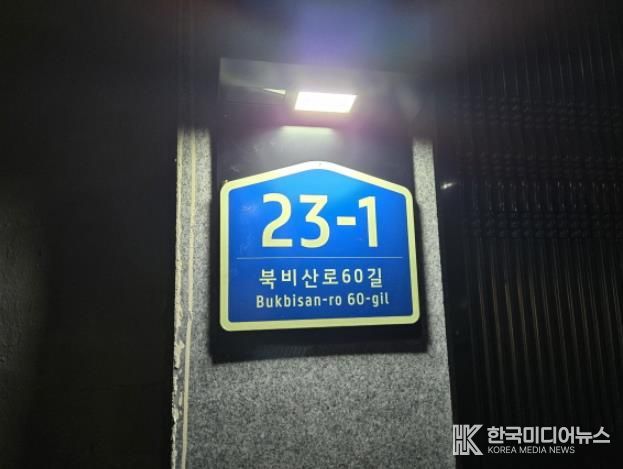 23-1
북비산로60길
Bukbisan-ro 60-gil
HK 한국미디어뉴스
KOREA MEDIA NEWS